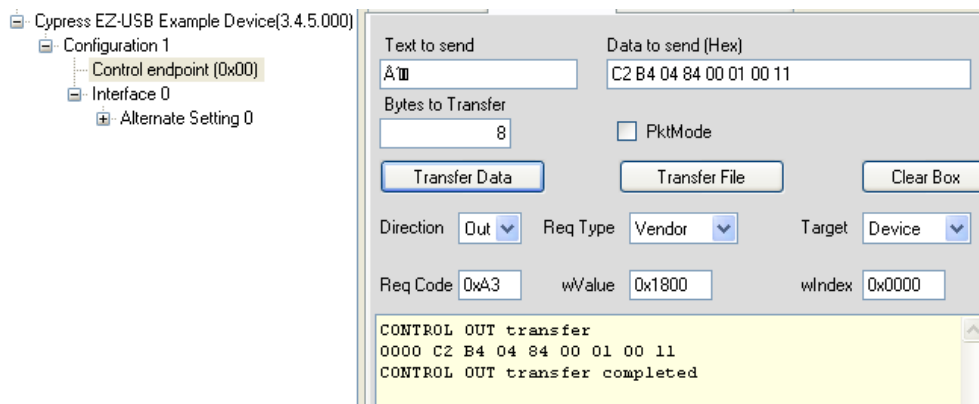 Cypress EZ-USB Example Device(3.4.5.000)
Configuration 1
Control endpoint (0x00)
Interface 0
Alternate Setting 0
Text to send Data to send (Hex)
C2 B4 04 84 00 01 00 11
Bytes to Transfer
8 PktMode
Transfer Data Transfer File Clear Box
Direction Out Req Type Vendor Target Device
Req Code 0xA3 wValue 0x1800 wIndex 0x0000
CONTROL OUT transfer
0000 C2 B4 04 84 00 01 00 11
CONTROL OUT transfer completed